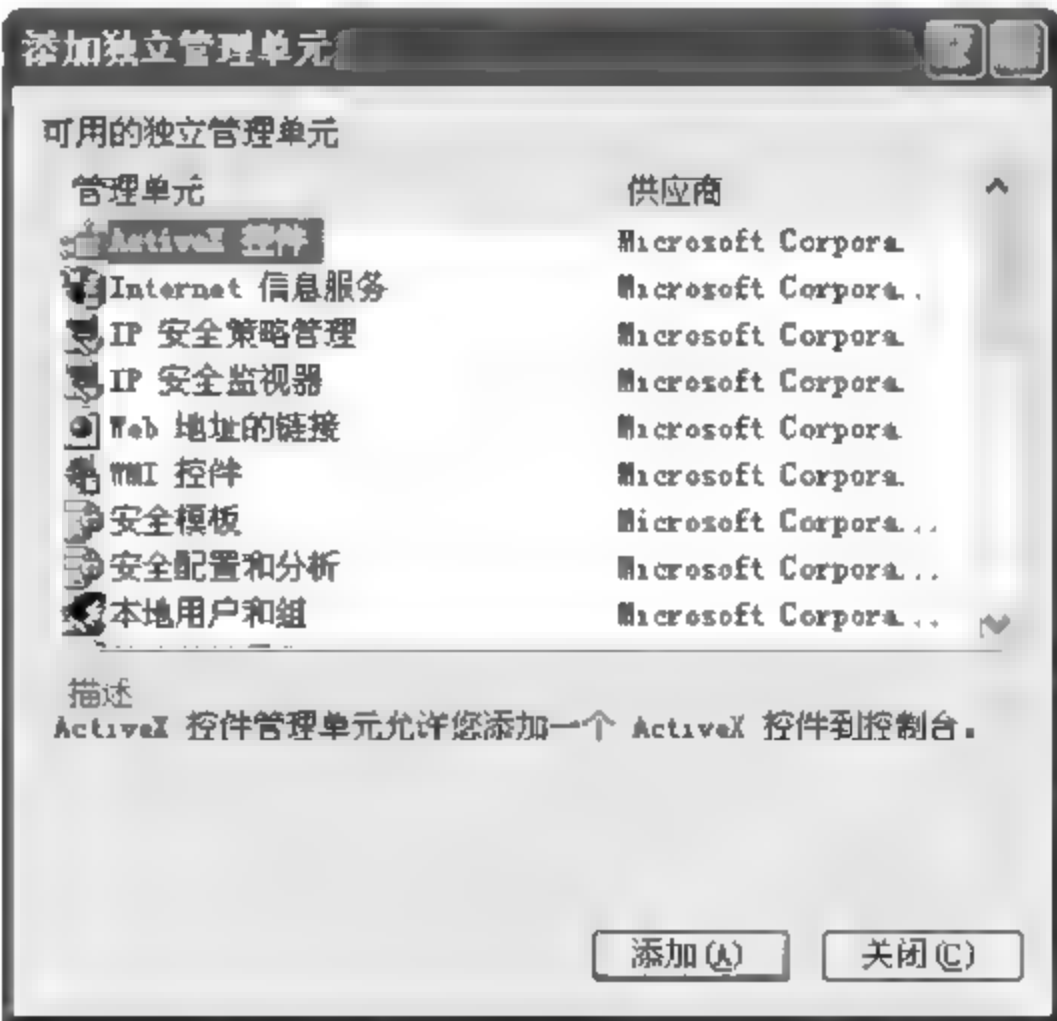 添加独立管理单元
可用的独立管理单元
管理单元 供应商
ActiveX 控件 Microsoft Corpora.
Internet 信息服务 Microsoft Corpora..
IP 安全策略管理 Microsoft Corpora.
IP 安全监视器 Microsoft Corpora.
Web 地址的链接 Microsoft Corpora.
WMI 控件 Microsoft Corpora.
安全模板 Microsoft Corpora...
安全配置和分析 Microsoft Corpora...
本地用户和组 Microsoft Corpora...
描述
ActiveX 控件管理单元允许您添加一个 ActiveX 控件到控制台.
添加(A) 关闭(C)